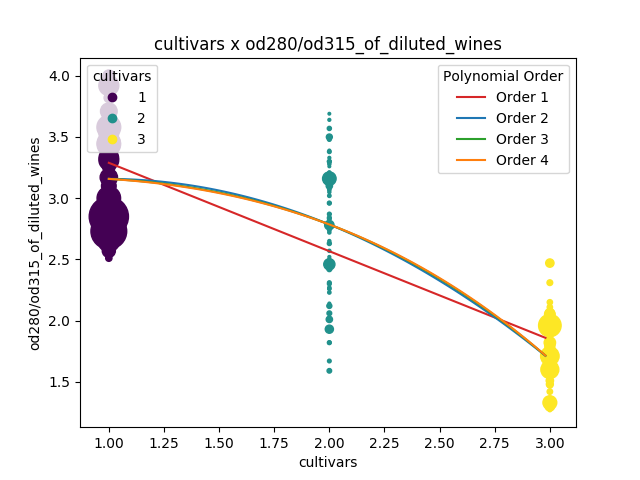 cultivars x od280/od315_of_diluted_wines
cultivars
1
2
3
Polynomial Order
Order 1
Order 2
Order 3
Order 4
od280/od315_of_diluted_wines
4.0
3.5
3.0
2.5
2.0
1.5
1.00 1.25 1.50 1.75 2.00 2.25 2.50 2.75 3.00
cultivars